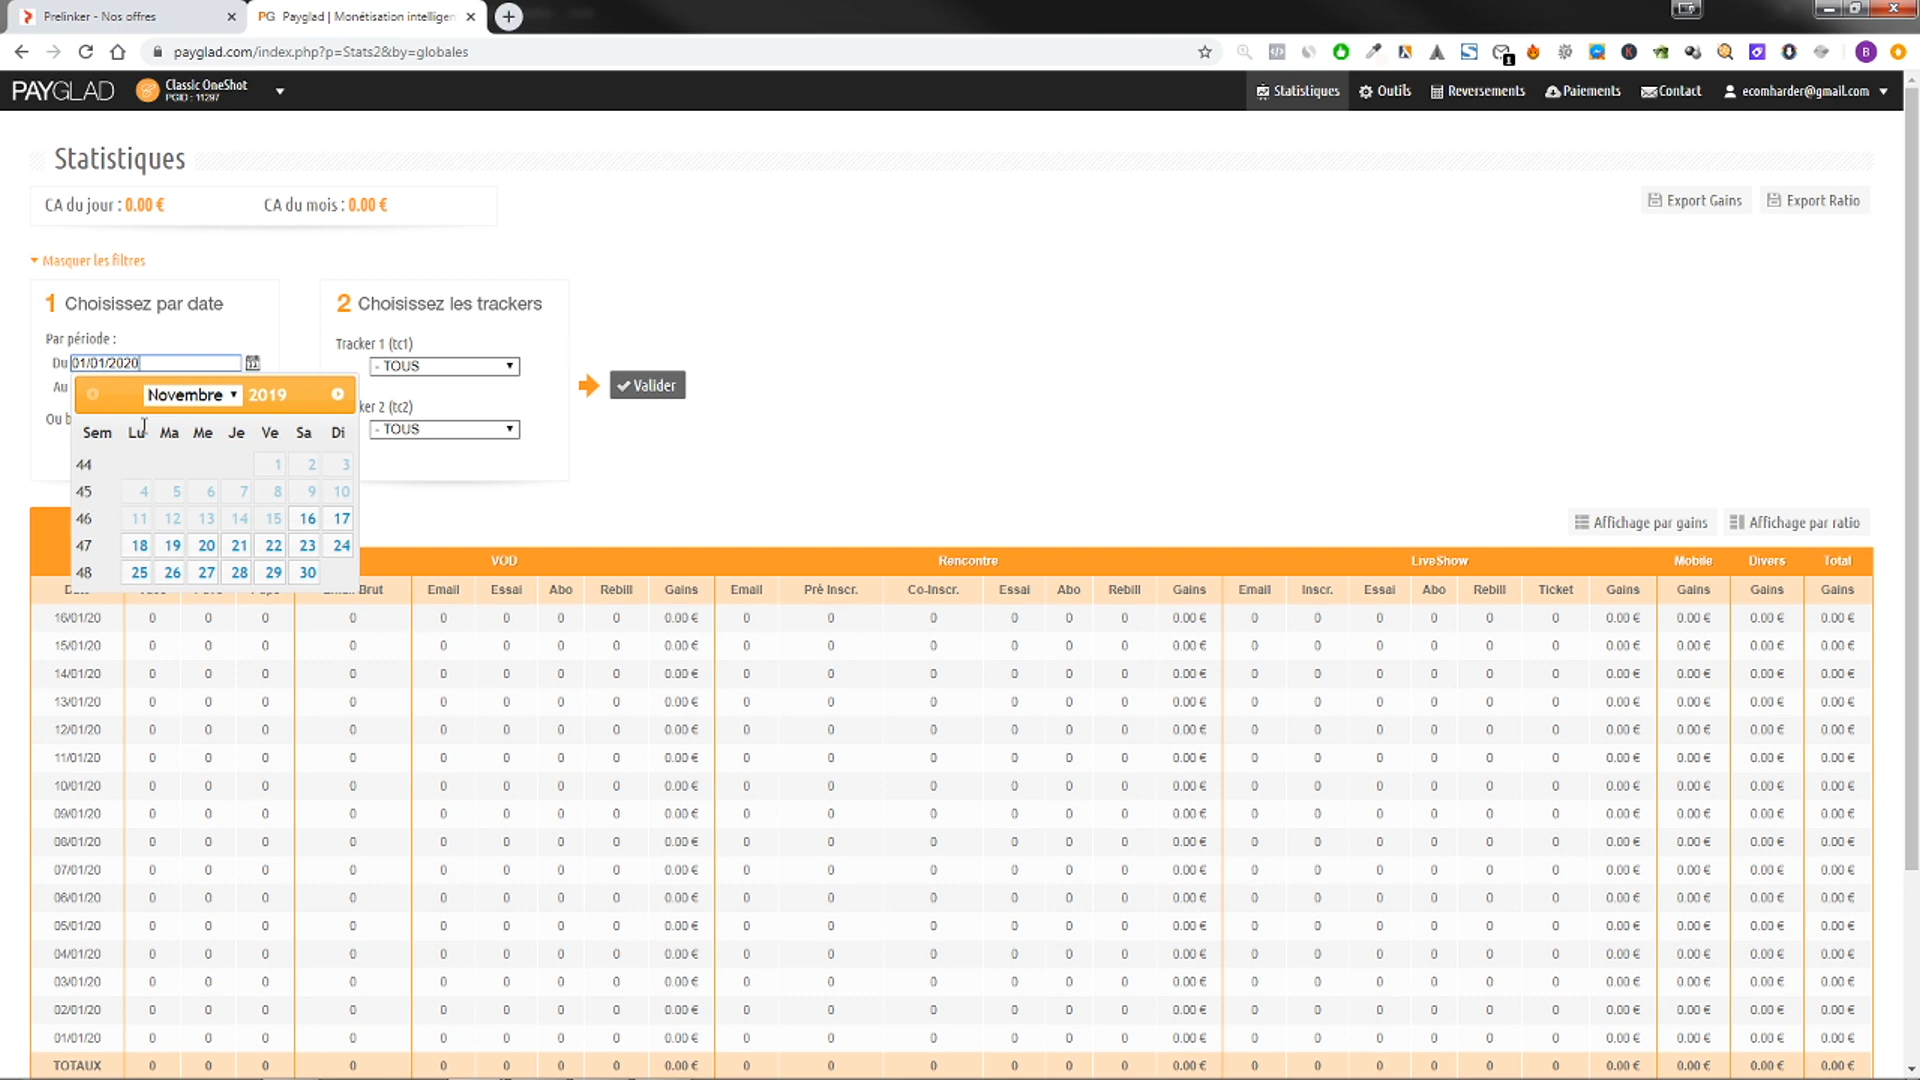 Prelinker - Nos offres
PG Payglad | Monétisation intelligen
payglad.com/index.php?p=Stats2&by=globales
1
B
PAYGLAD
Classic OneShot
PGID : 11297
Statistiques
Outils
Reversements
Paiements
Contact
ecomharder@gmail.com
Statistiques
CA du jour : 0.00 €
CA du mois : 0.00 €
Export Gains
Export Ratio
Masquer les filtres
1 Choisissez par date
2 Choisissez les trackers
Par période :
Tracker 1 (tc1)
Du 01/01/2020
- TOUS
Au
Valider
Novembre 2019
ker 2 (tc2)
Ou b
- TOUS
Sem Lu Ma Me Je Ve Sa Di
44 1 2 3
45 4 5 6 7 8 9 10
46 11 12 13 14 15 16 17
47 18 19 20 21 22 23 24
48 25 26 27 28 29 30
Affichage par gains
Affichage par ratio
VOD Rencontre LiveShow Mobile Divers Total
Brut Email Essai Abo Rebill Gains Email Pré Inscr. Co-Inscr. Essai Abo Rebill Gains Email Inscr. Essai Abo Rebill Ticket Gains Gains Gains Gains
16/01/20 0 0 0 0 0 0 0 0 0.00 € 0 0 0 0 0 0 0.00 € 0 0 0 0 0 0 0.00 € 0.00 € 0.00 € 0.00 €
15/01/20 0 0 0 0 0 0 0 0 0.00 € 0 0 0 0 0 0 0.00 € 0 0 0 0 0 0 0.00 € 0.00 € 0.00 € 0.00 €
14/01/20 0 0 0 0 0 0 0 0 0.00 € 0 0 0 0 0 0 0.00 € 0 0 0 0 0 0 0.00 € 0.00 € 0.00 € 0.00 €
13/01/20 0 0 0 0 0 0 0 0 0.00 € 0 0 0 0 0 0 0.00 € 0 0 0 0 0 0 0.00 € 0.00 € 0.00 € 0.00 €
12/01/20 0 0 0 0 0 0 0 0 0.00 € 0 0 0 0 0 0 0.00 € 0 0 0 0 0 0 0.00 € 0.00 € 0.00 € 0.00 €
11/01/20 0 0 0 0 0 0 0 0 0.00 € 0 0 0 0 0 0 0.00 € 0 0 0 0 0 0 0.00 € 0.00 € 0.00 € 0.00 €
10/01/20 0 0 0 0 0 0 0 0 0.00 € 0 0 0 0 0 0 0.00 € 0 0 0 0 0 0 0.00 € 0.00 € 0.00 € 0.00 €
09/01/20 0 0 0 0 0 0 0 0 0.00 € 0 0 0 0 0 0 0.00 € 0 0 0 0 0 0 0.00 € 0.00 € 0.00 € 0.00 €
08/01/20 0 0 0 0 0 0 0 0 0.00 € 0 0 0 0 0 0 0.00 € 0 0 0 0 0 0 0.00 € 0.00 € 0.00 € 0.00 €
07/01/20 0 0 0 0 0 0 0 0 0.00 € 0 0 0 0 0 0 0.00 € 0 0 0 0 0 0 0.00 € 0.00 € 0.00 € 0.00 €
06/01/20 0 0 0 0 0 0 0 0 0.00 € 0 0 0 0 0 0 0.00 € 0 0 0 0 0 0 0.00 € 0.00 € 0.00 € 0.00 €
05/01/20 0 0 0 0 0 0 0 0 0.00 € 0 0 0 0 0 0 0.00 € 0 0 0 0 0 0 0.00 € 0.00 € 0.00 € 0.00 €
04/01/20 0 0 0 0 0 0 0 0 0.00 € 0 0 0 0 0 0 0.00 € 0 0 0 0 0 0 0.00 € 0.00 € 0.00 € 0.00 €
03/01/20 0 0 0 0 0 0 0 0 0.00 € 0 0 0 0 0 0 0.00 € 0 0 0 0 0 0 0.00 € 0.00 € 0.00 € 0.00 €
02/01/20 0 0 0 0 0 0 0 0 0.00 € 0 0 0 0 0 0 0.00 € 0 0 0 0 0 0 0.00 € 0.00 € 0.00 € 0.00 €
01/01/20 0 0 0 0 0 0 0 0 0.00 € 0 0 0 0 0 0 0.00 € 0 0 0 0 0 0 0.00 € 0.00 € 0.00 € 0.00 €
TOTAUX 0 0 0 0 0 0 0 0 0.00 € 0 0 0 0 0 0 0.00 € 0 0 0 0 0 0 0.00 € 0.00 € 0.00 € 0.00 €